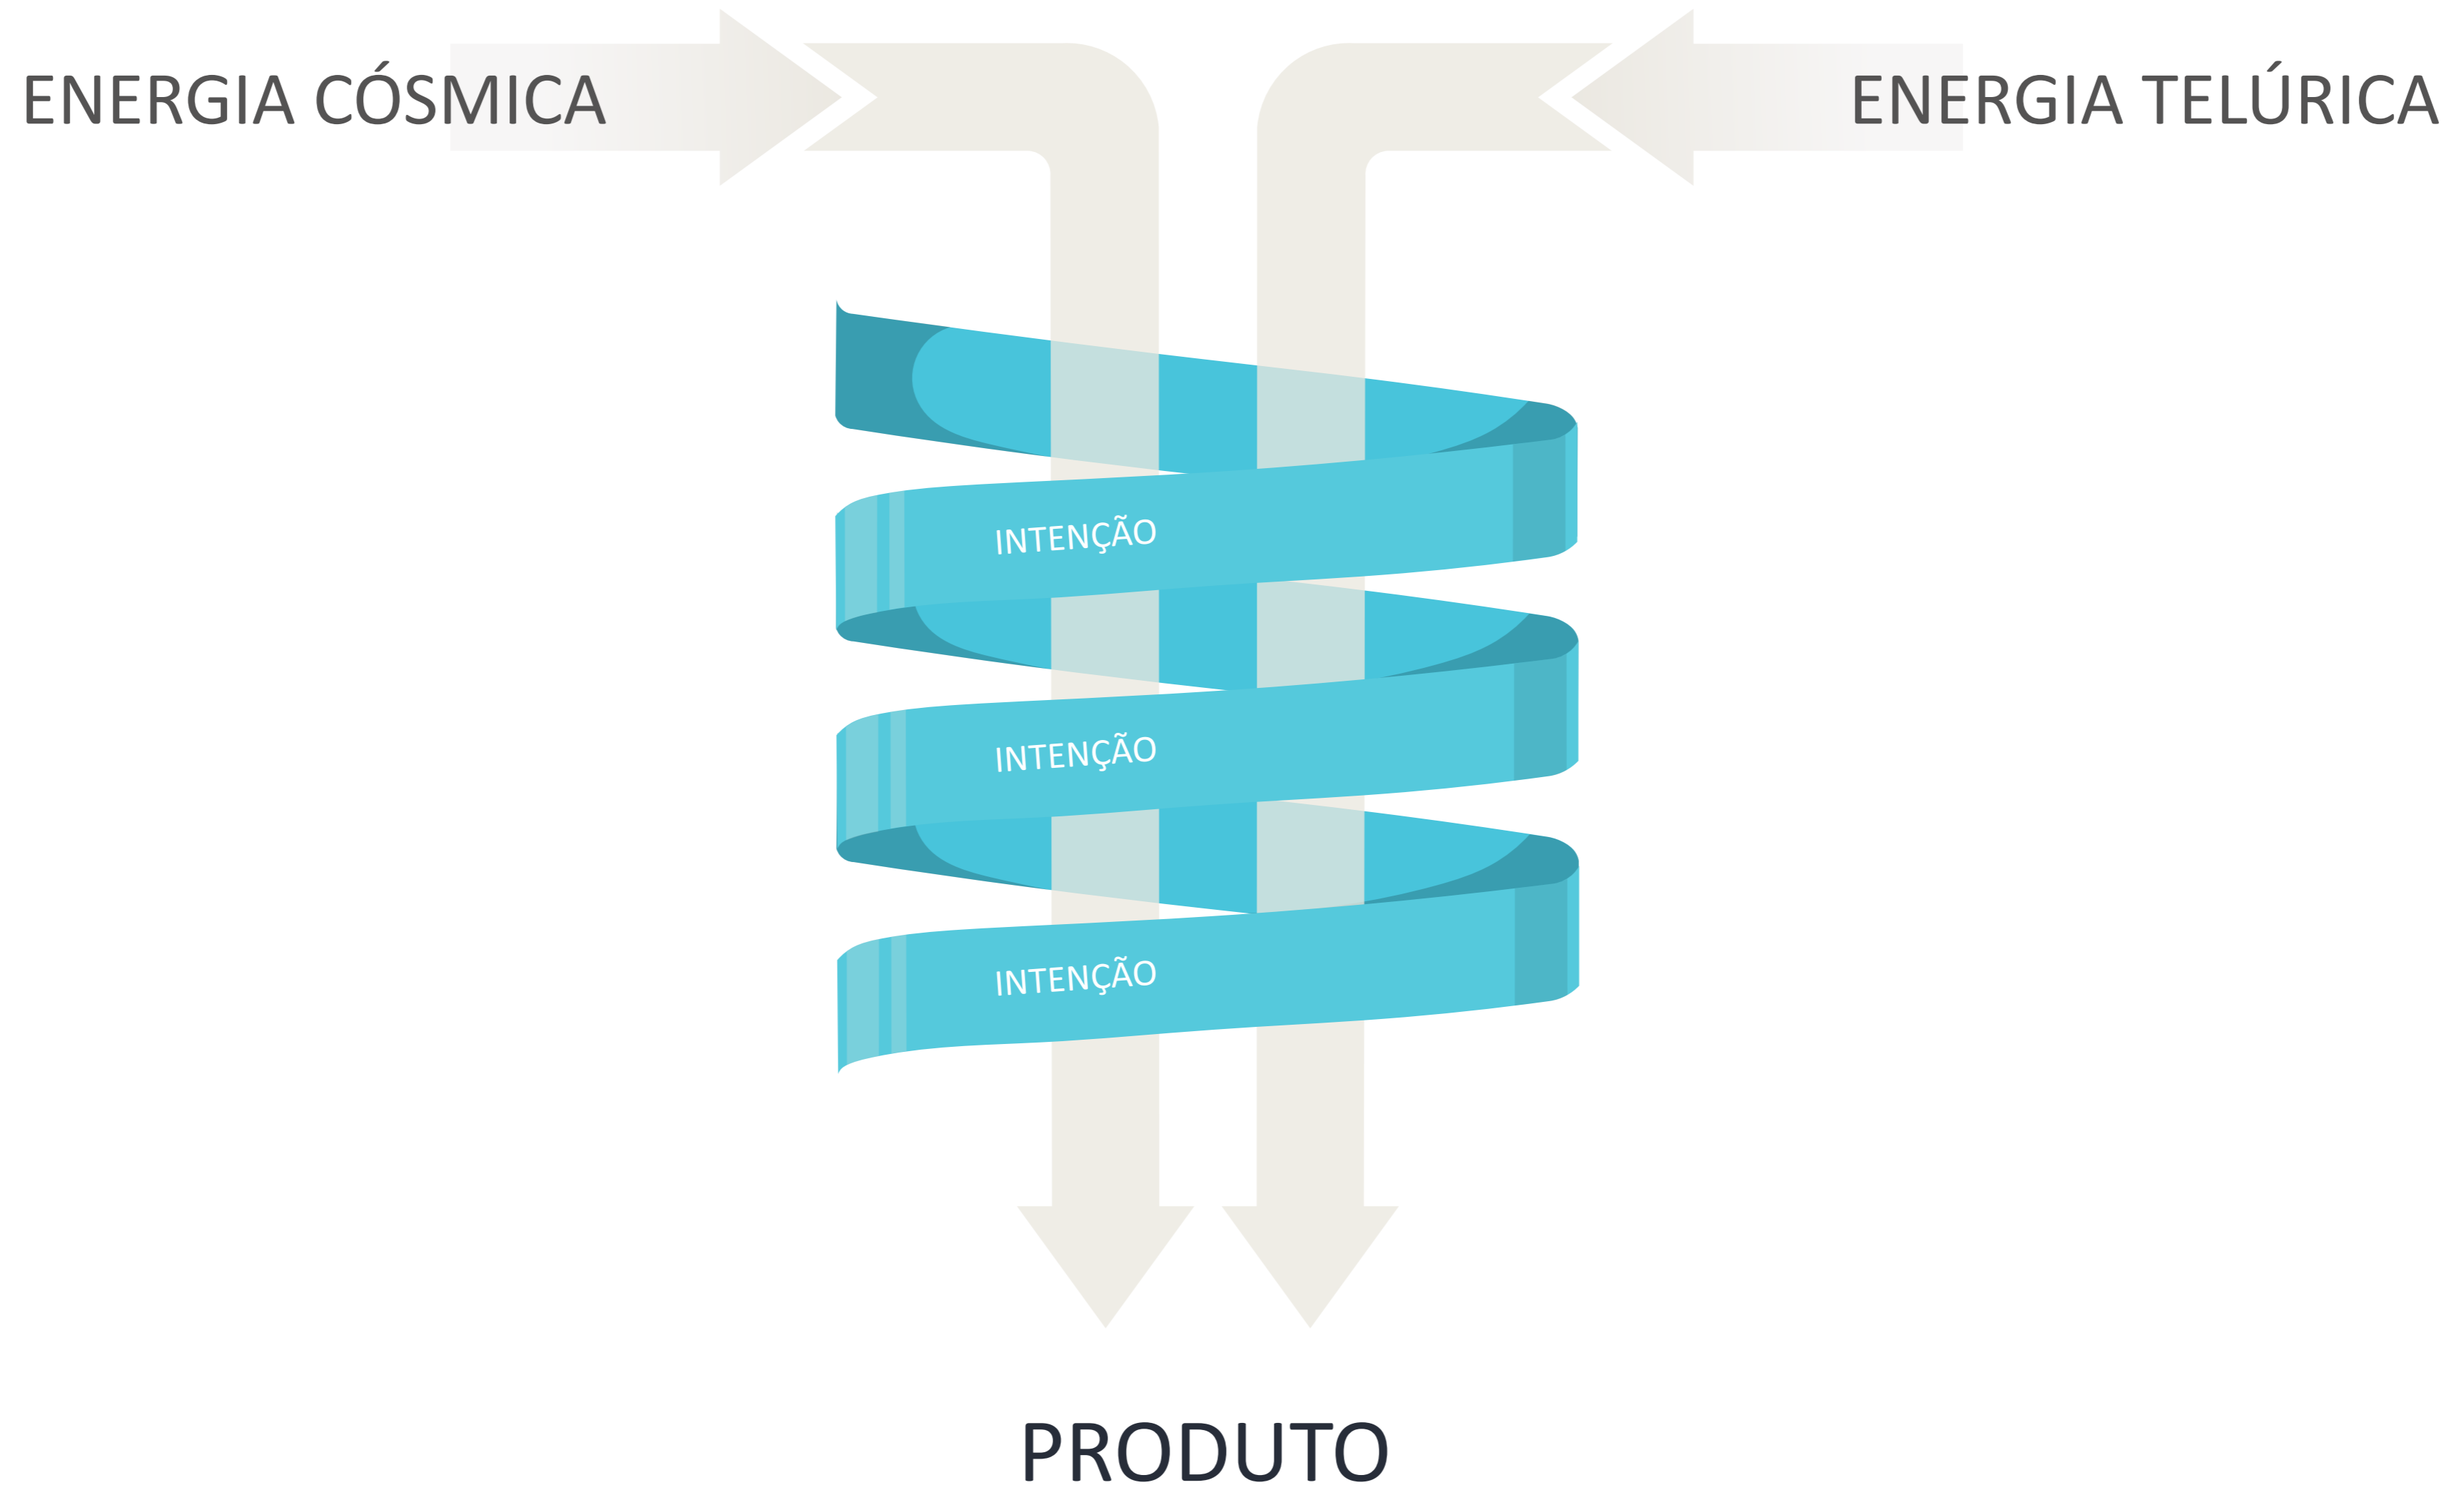 ENERGIA CÓSMICA
ENERGIA TELÚRICA
INTENÇÃO
INTENÇÃO
INTENÇÃO
PRODUTO